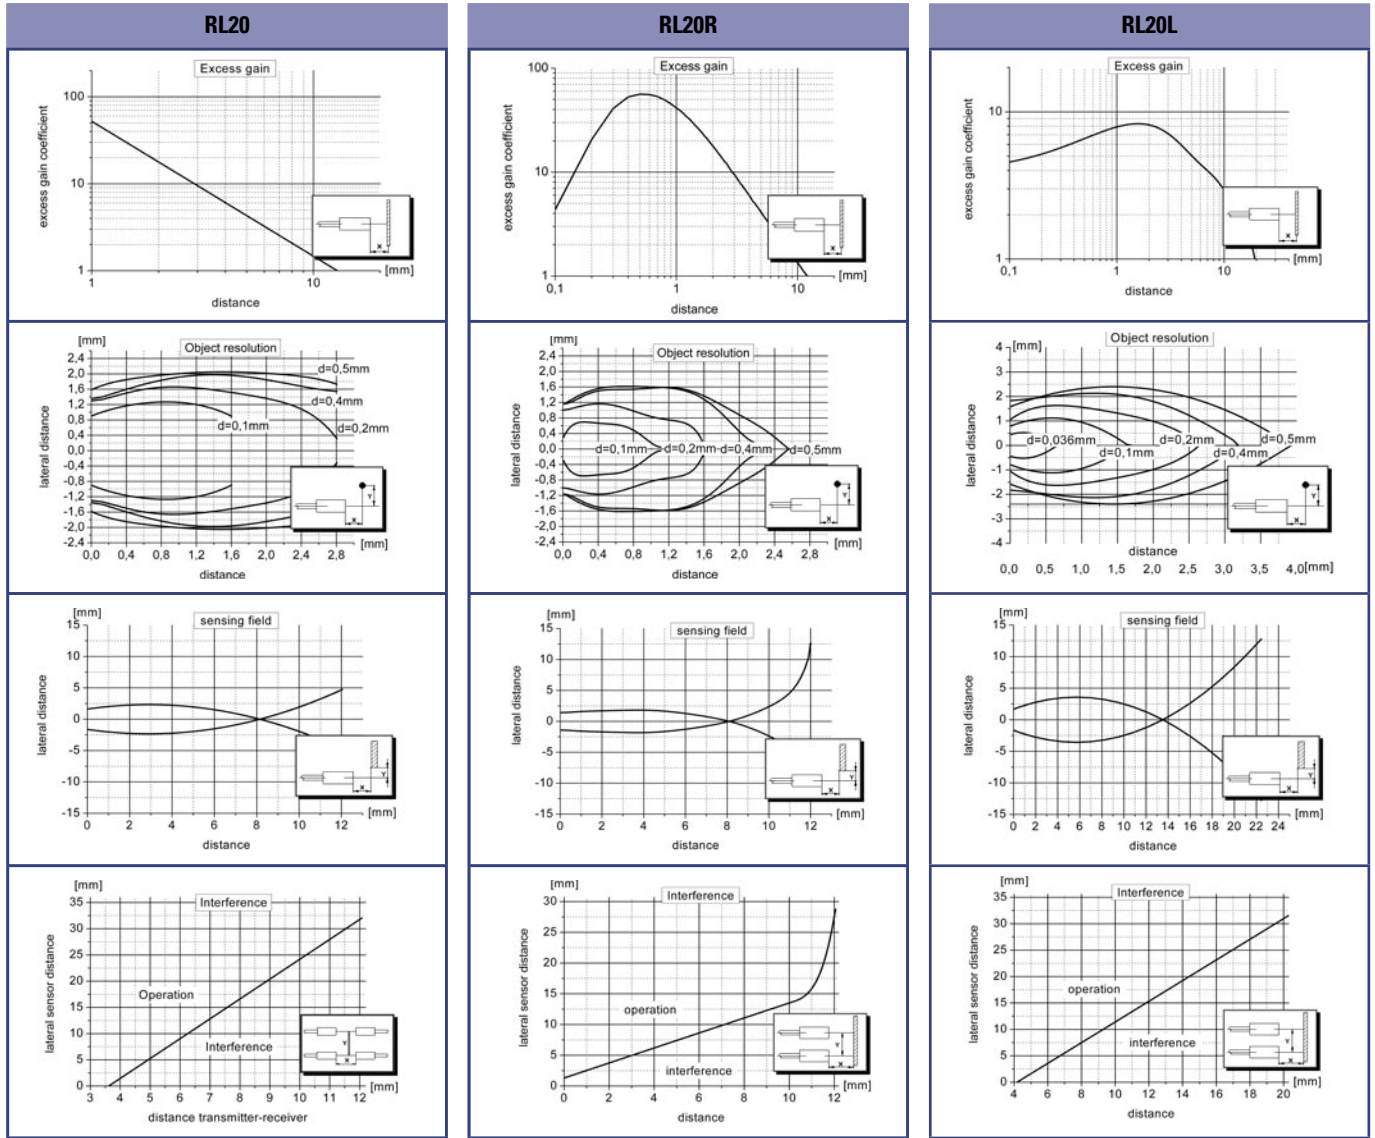 RL20
RL20R
RL20L
Excess gain
100
10
1
excess gain coefficient
X
1
10
[mm]
distance
Excess gain
100
10
1
excess gain coefficient
X
0,1
1
10
[mm]
distance
Excess gain
10
1
excess gain coefficient
X
0,1
1
10
[mm]
distance
[mm]
Object resolution
2,4
2,0
1,6
1,2
0,8
0,4
0,0
-0,4
-0,8
-1,2
-1,6
-2,0
-2,4
lateral distance
d=0,5mm
d=0,4mm
d=0,1mm
d=0,2mm
Y
X
0,0 0,4 0,8 1,2 1,6 2,0 2,4 2,8
[mm]
distance
[mm]
Object resolution
2,4
2,0
1,6
1,2
0,8
0,4
0,0
-0,4
-0,8
-1,2
-1,6
-2,0
-2,4
lateral distance
d=0,1mm d=0,2mm d=0,4mm d=0,5mm
Y
X
0,0 0,4 0,8 1,2 1,6 2,0 2,4 2,8
[mm]
distance
[mm]
Object resolution
4
3
2
1
0
-1
-2
-3
-4
lateral distance
d=0,036mm d=0,2mm d=0,5mm
d=0,1mm d=0,4mm
Y
X
distance
0,0 0,5 1,0 1,5 2,0 2,5 3,0 3,5 4,0[mm]
[mm]
sensing field
15
10
5
0
-5
-10
-15
lateral distance
Y
X
0 2 4 6 8 10 12
[mm]
distance
[mm]
sensing field
15
10
5
0
-5
-10
-15
lateral distance
Y
X
0 2 4 6 8 10 12
[mm]
distance
[mm]
sensing field
15
10
5
0
-5
-10
-15
lateral distance
Y
X
0 2 4 6 8 10 12 14 16 18 20 22 24
[mm]
distance
[mm]
Interference
35
30
25
20
15
10
5
0
lateral sensor distance
Operation
Interference
Y
X
3 4 5 6 7 8 9 10 11 12
[mm]
distance transmitter-receiver
[mm]
Interference
30
25
20
15
10
5
0
lateral sensor distance
operation
interference
Y
X
0 2 4 6 8 10 12
[mm]
distance
[mm]
Interference
35
30
25
20
15
10
5
0
lateral sensor distance
operation
interference
Y
X
4 6 8 10 12 14 16 18 20
[mm]
distance